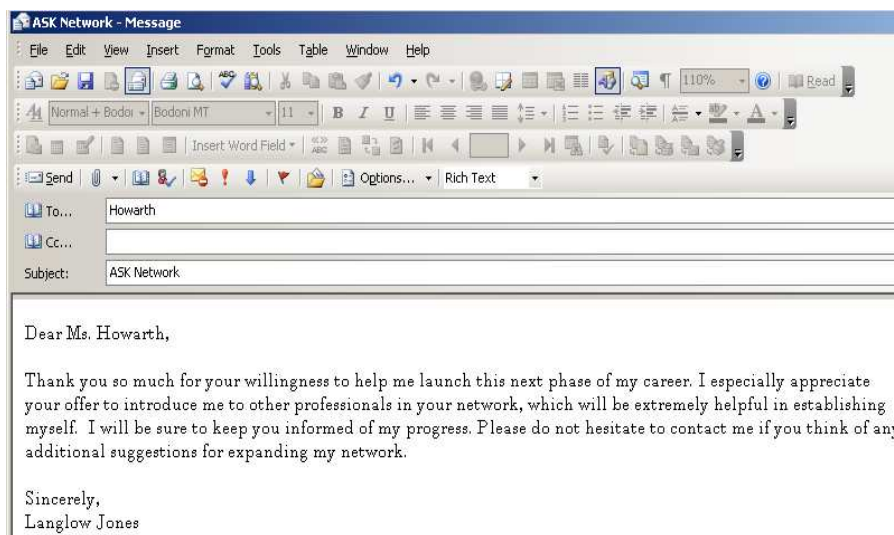 ASK Network - Message
File Edit View Insert Format Tools Table Window Help
110% Read
Normal + Bodoi Bodoni MT 11 B I U A
Insert Word Field ABC
Send Options... Rich Text
To... Howarth
Cc...
Subject: ASK Network
Dear Ms. Howarth,
Thank you so much for your willingness to help me launch this next phase of my career. I especially appreciate
your offer to introduce me to other professionals in your network, which will be extremely helpful in establishing
myself. I will be sure to keep you informed of my progress. Please do not hesitate to contact me if you think of any
additional suggestions for expanding my network.
Sincerely,
Langlow Jones